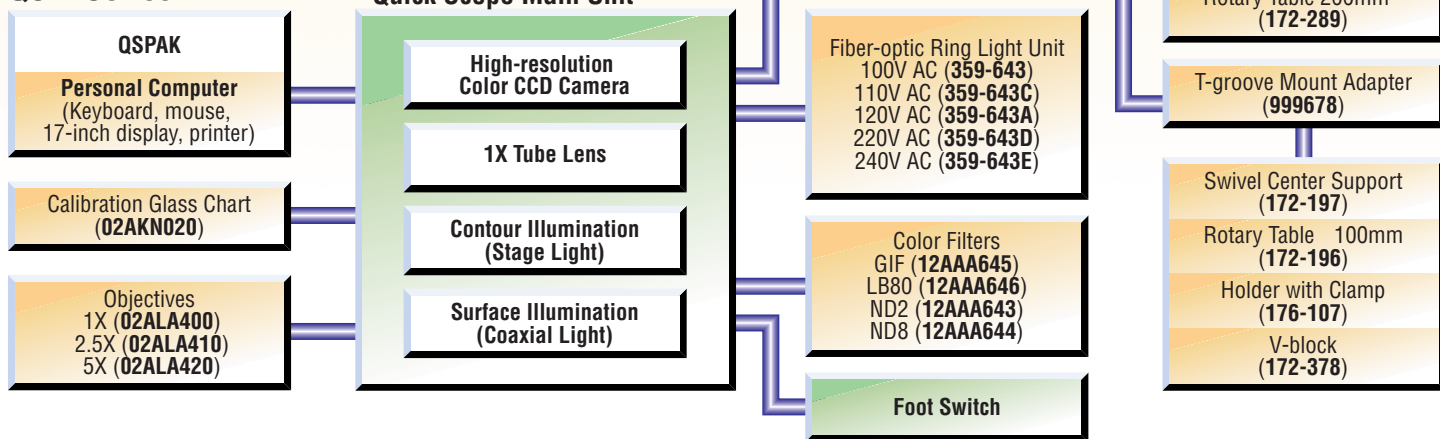 QSPAK
Personal Computer
(Keyboard, mouse,
17-inch display, printer)
Calibration Glass Chart
(02AKN020)
Objectives
1X (02ALA400)
2.5X (02ALA410)
5X (02ALA420)
Quick Scope Main Unit
High-resolution
Color CCD Camera
1X Tube Lens
Contour Illumination
(Stage Light)
Surface Illumination
(Coaxial Light)
Fiber-optic Ring Light Unit
100V AC (359-643)
110V AC (359-643C)
120V AC (359-643A)
220V AC (359-643D)
240V AC (359-643E)
Color Filters
GIF (12AAA645)
LB80 (12AAA646)
ND2 (12AAA643)
ND8 (12AAA644)
Foot Switch
Rotary Table 200mm
(172-289)
T-groove Mount Adapter
(999678)
Swivel Center Support
(172-197)
Rotary Table 100mm
(172-196)
Holder with Clamp
(176-107)
V-block
(172-378)